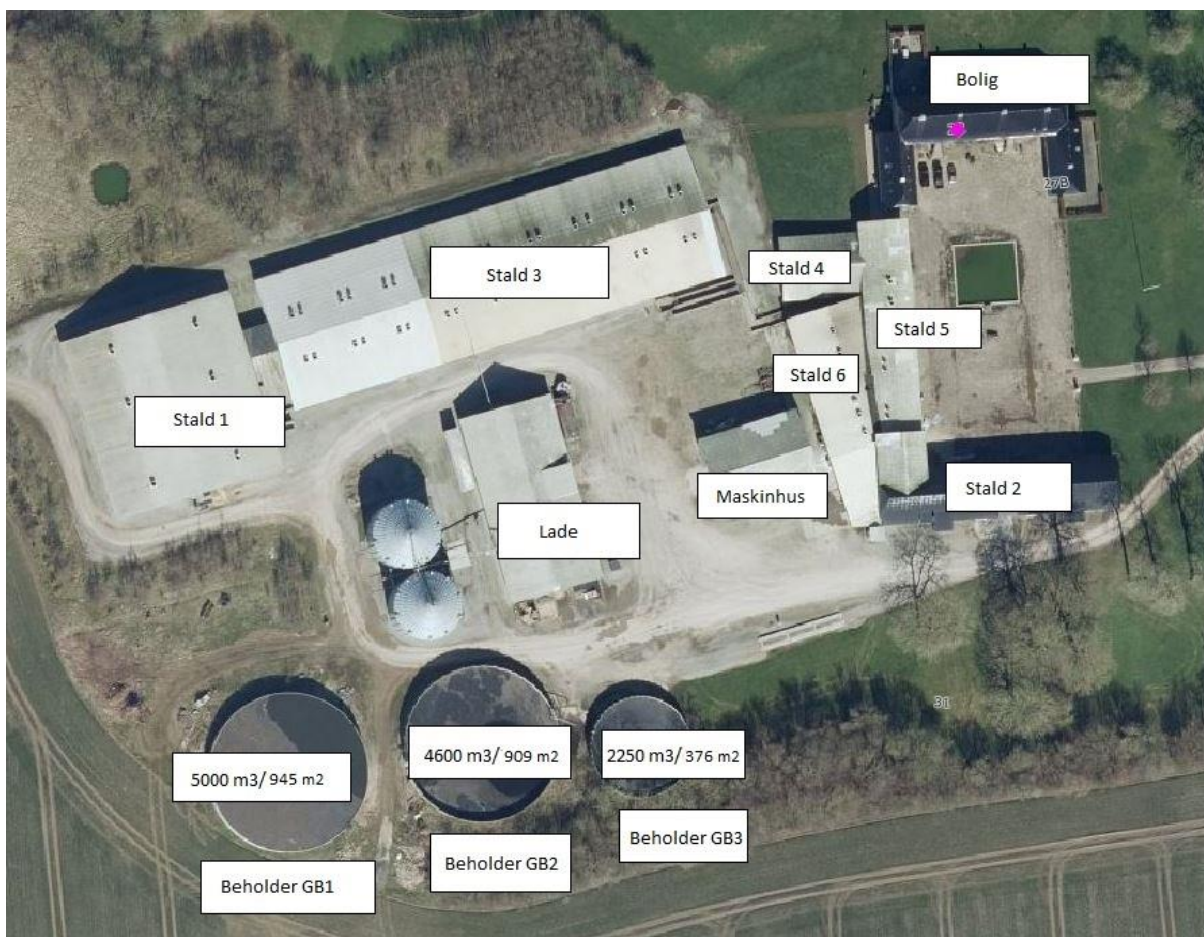 Bolig
27B
Stald 3
Stald 4
Stald 5
Stald 6
Stald 1
Maskinhus
Stald 2
Lade
31
5000 m3/ 945 m2
4600 m3/ 909 m2
2250 m3/ 376 m2
Beholder GB3
Beholder GB2
Beholder GB1